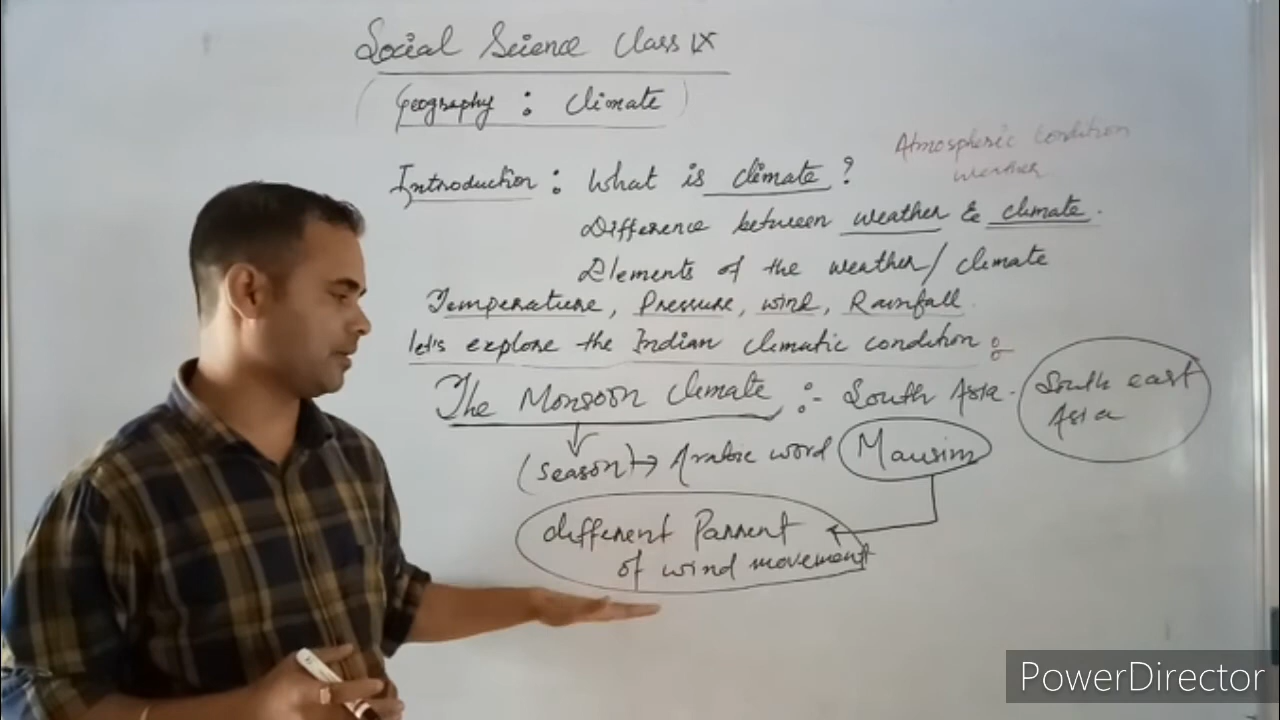 Social Science Class IX
Geography : Climate
Introduction : What is climate ?
Atmospheric Condition
weather
Difference between weather & climate.
Elements of the weather/climate
Temperature, Pressure, wind, Rainfall.
let's explore the Indian climatic condition :
The Monsoon climate :- South Asia.
South east
Asia
(season) → Arabic word Mausim
different Pannent
of wind movement
PowerDirector